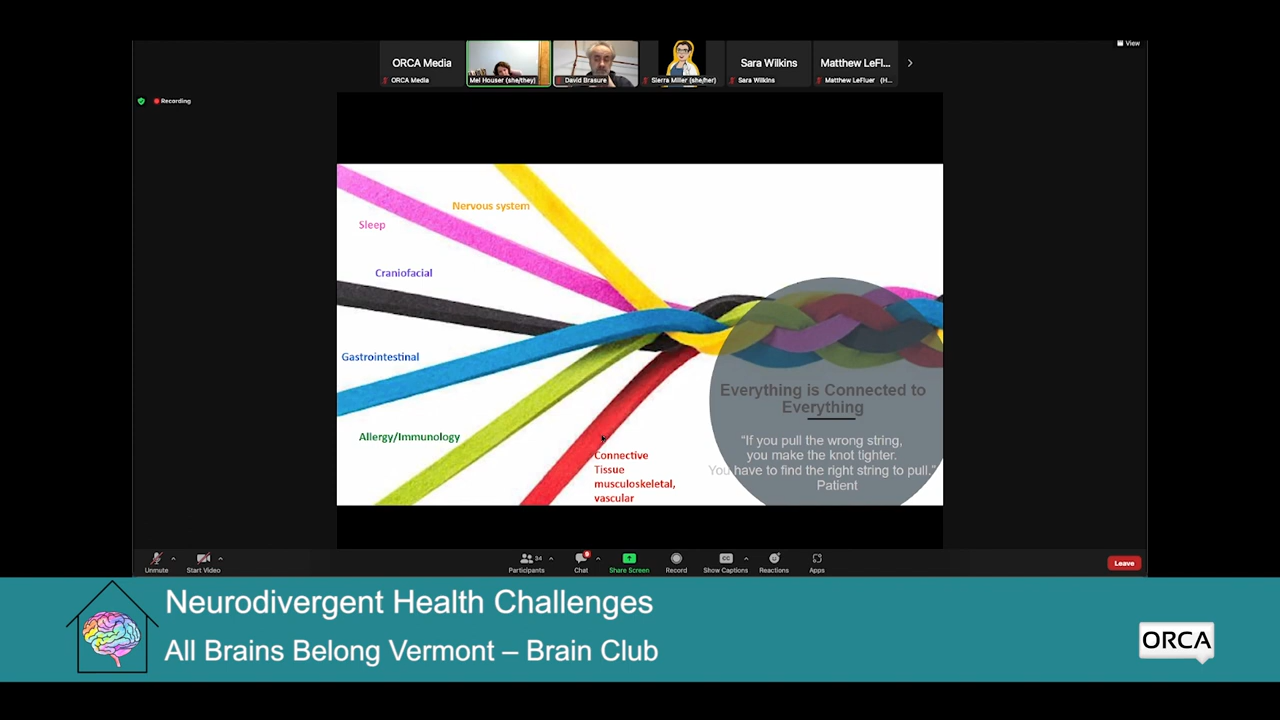 View
ORCA Media
Sara Wilkins
Matthew LeFl...
ORCA Media
Mel Houser (she/they)
David Brasure
Sierra Miller (she/her)
Sara Wilkins
Matthew LeFluer (H...
Recording
Nervous system
Sleep
Craniofacial
Gastrointestinal
Allergy/Immunology
Connective
Tissue
musculoskeletal,
vascular
Everything is Connected to
Everything
“If you pull the wrong string,
you make the knot tighter.
You have to find the right string to pull.”
Patient
34
8
Unmute
Start Video
Participants
Chat
Share Screen
Record
CC
Show Captions
Reactions
Apps
Leave
Neurodivergent Health Challenges
All Brains Belong Vermont – Brain Club
ORCA